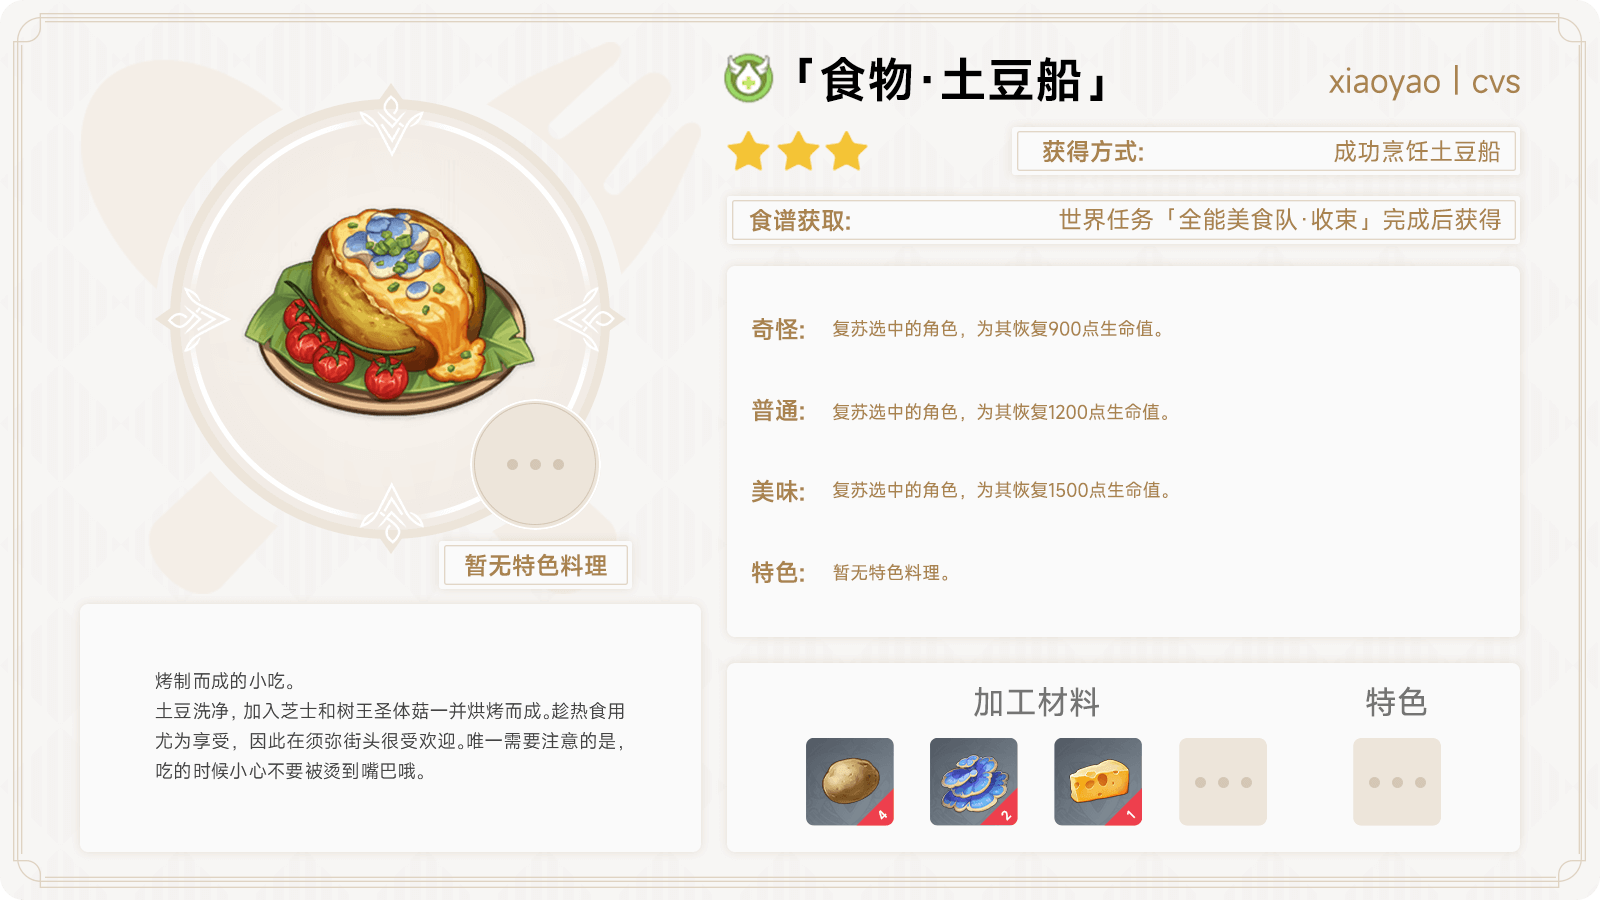 「食物·土豆船」
xiaoyao | cvs
获得方式:
成功烹饪土豆船
食谱获取:
世界任务「全能美食队·收束」完成后获得
奇怪:
复苏选中的角色，为其恢复900点生命值。
普通:
复苏选中的角色，为其恢复1200点生命值。
美味:
复苏选中的角色，为其恢复1500点生命值。
特色:
暂无特色料理。
暂无特色料理
烤制而成的小吃。
土豆洗净，加入芝士和树王圣体菇一并烘烤而成。趁热食用
尤为享受，因此在须弥街头很受欢迎。唯一需要注意的是，
吃的时候小心不要被烫到嘴巴哦。
加工材料
特色
4
2
1